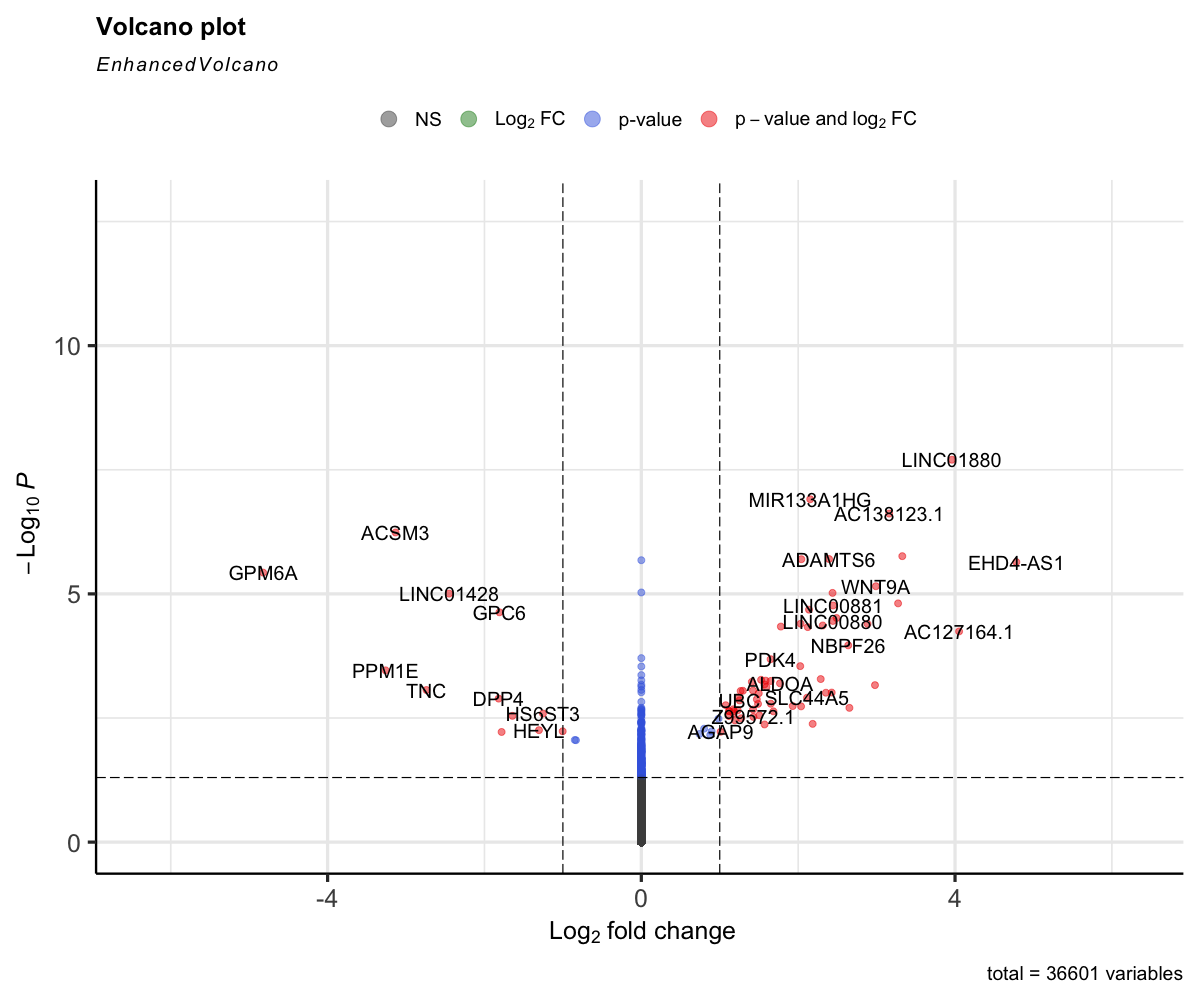 Volcano plot
EnhancedVolcano
NS Log2 FC p-value p − value and log2 FC
−Log10 P
10
5
0
LINC01880
MIR133A1HG
AC138123.1
ACSM3
ADAMTS6
EHD4-AS1
GPM6A
WNT9A
LINC01428
LINC00881
GPC6
LINC00880
AC127164.1
NBPF26
PDK4
PPM1E
ALDOA
TNC
DPP4
UBC
SLC44A5
HS6ST3
Z99572.1
HEYL
AGAP9
-4 0 4
Log2 fold change
total = 36601 variables